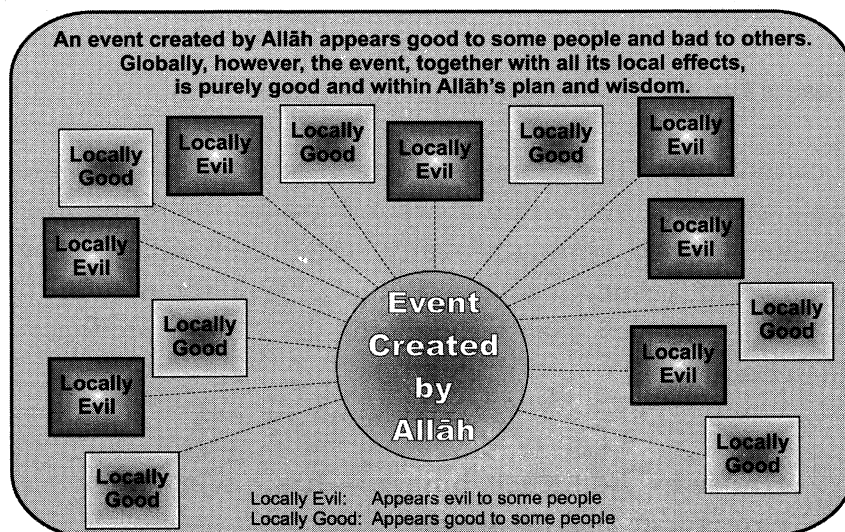 An event created by Allāh appears good to some people and bad to others.
Globally, however, the event, together with all its local effects,
is purely good and within Allāh's plan and wisdom.
Locally
Good
Locally
Evil
Locally
Good
Locally
Evil
Locally
Good
Locally
Evil
Locally
Evil
Locally
Evil
Locally
Good
Locally
Good
Locally
Evil
Locally
Evil
Locally
Good
Locally
Good
Event
Created
by
Allāh
Locally Evil: Appears evil to some people
Locally Good: Appears good to some people